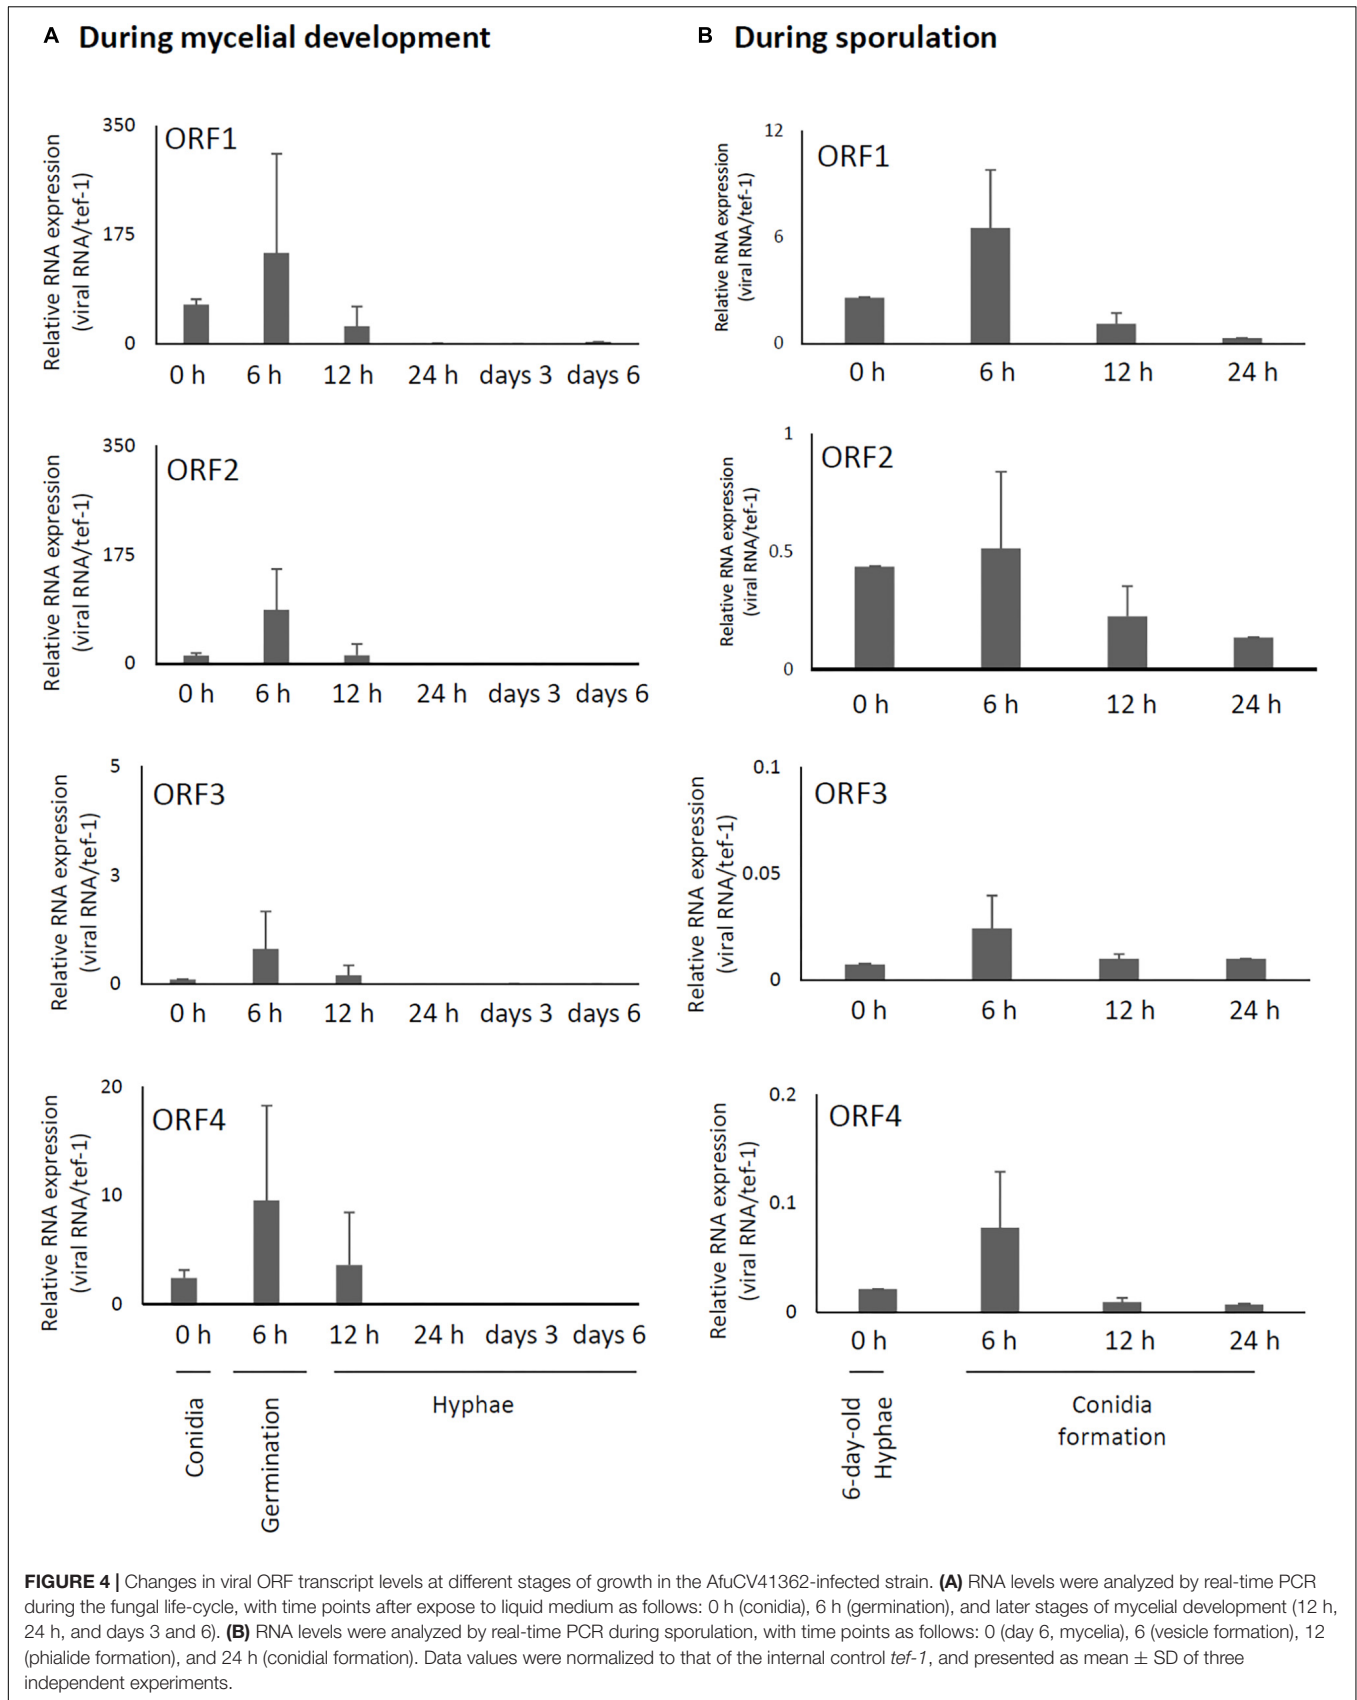 A During mycelial development
350
ORF1
175
0
Relative RNA expression
(viral RNA/tef-1)
0 h 6 h 12 h 24 h days 3 days 6
350
ORF2
175
0
Relative RNA expression
(viral RNA/tef-1)
0 h 6 h 12 h 24 h days 3 days 6
5
ORF3
3
0
Relative RNA expression
(viral RNA/tef-1)
0 h 6 h 12 h 24 h days 3 days 6
20
ORF4
10
0
Relative RNA expression
(viral RNA/tef-1)
0 h 6 h 12 h 24 h days 3 days 6
Conidia
Germination
Hyphae
B During sporulation
12
ORF1
6
0
Relative RNA expression
(viral RNA/tef-1)
0 h 6 h 12 h 24 h
1
ORF2
0.5
0
Relative RNA expression
(viral RNA/tef-1)
0 h 6 h 12 h 24 h
0.1
ORF3
0.05
0
Relative RNA expression
(viral RNA/tef-1)
0 h 6 h 12 h 24 h
0.2
ORF4
0.1
0
Relative RNA expression
(viral RNA/tef-1)
0 h 6 h 12 h 24 h
6-day-old
Hyphae
Conidia
formation
FIGURE 4 | Changes in viral ORF transcript levels at different stages of growth in the AfuCV41362-infected strain. (A) RNA levels were analyzed by real-time PCR
during the fungal life-cycle, with time points after expose to liquid medium as follows: 0 h (conidia), 6 h (germination), and later stages of mycelial development (12 h,
24 h, and days 3 and 6). (B) RNA levels were analyzed by real-time PCR during sporulation, with time points as follows: 0 (day 6, mycelia), 6 (vesicle formation), 12
(phialide formation), and 24 h (conidial formation). Data values were normalized to that of the internal control tef-1, and presented as mean ± SD of three
independent experiments.